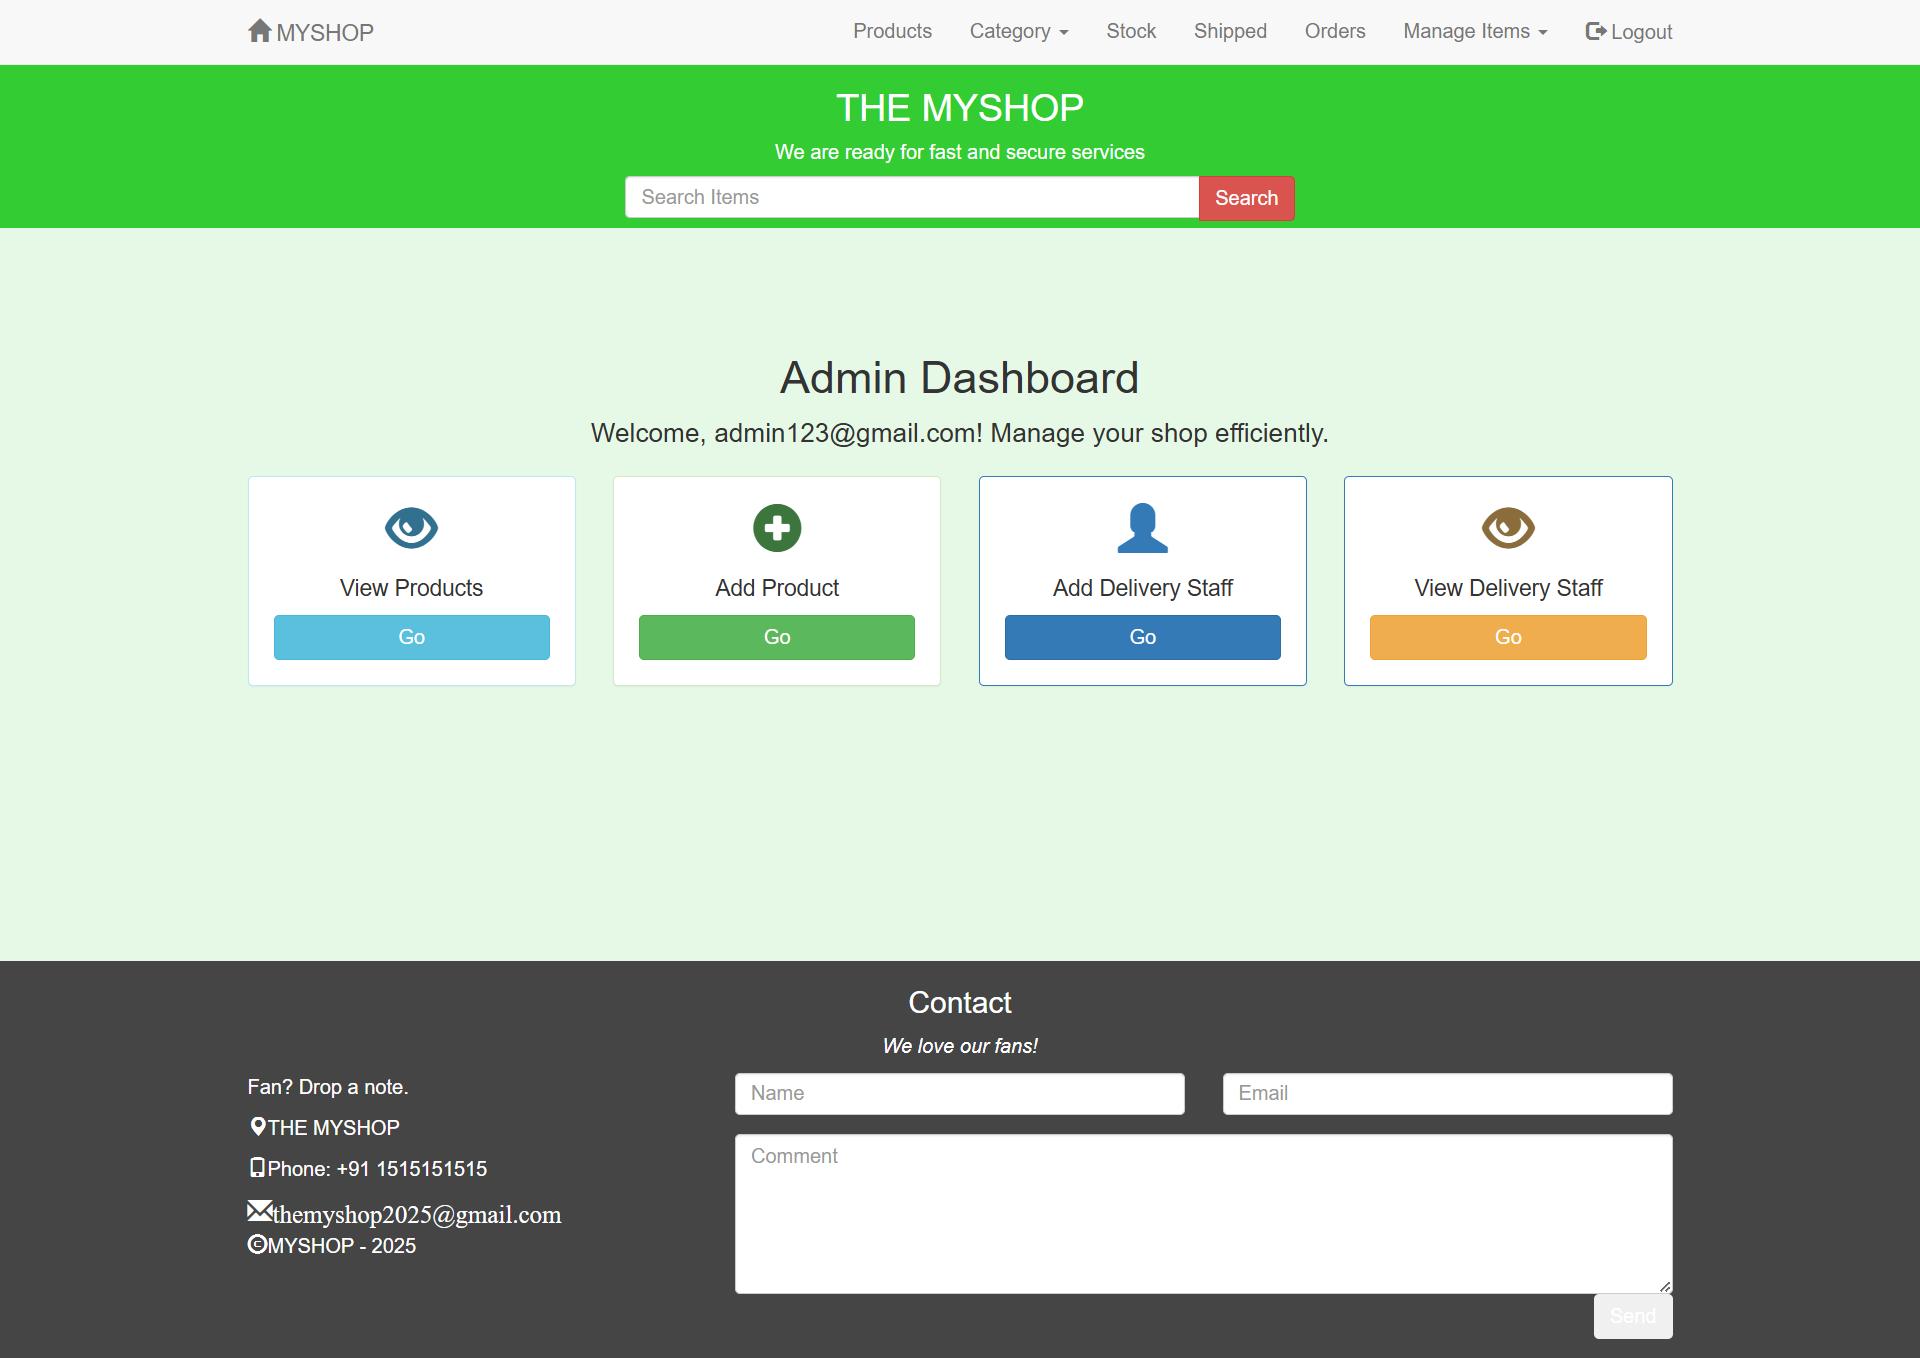 MYSHOP
Products Category Stock Shipped Orders Manage Items Logout
THE MYSHOP
We are ready for fast and secure services
Search Items Search
Admin Dashboard
Welcome, admin123@gmail.com! Manage your shop efficiently.
View Products
Go
Add Product
Go
Add Delivery Staff
Go
View Delivery Staff
Go
Contact
We love our fans!
Fan? Drop a note.
THE MYSHOP
Phone: +91 1515151515
themyshop2025@gmail.com
©MYSHOP - 2025
Name
Email
Comment
Send